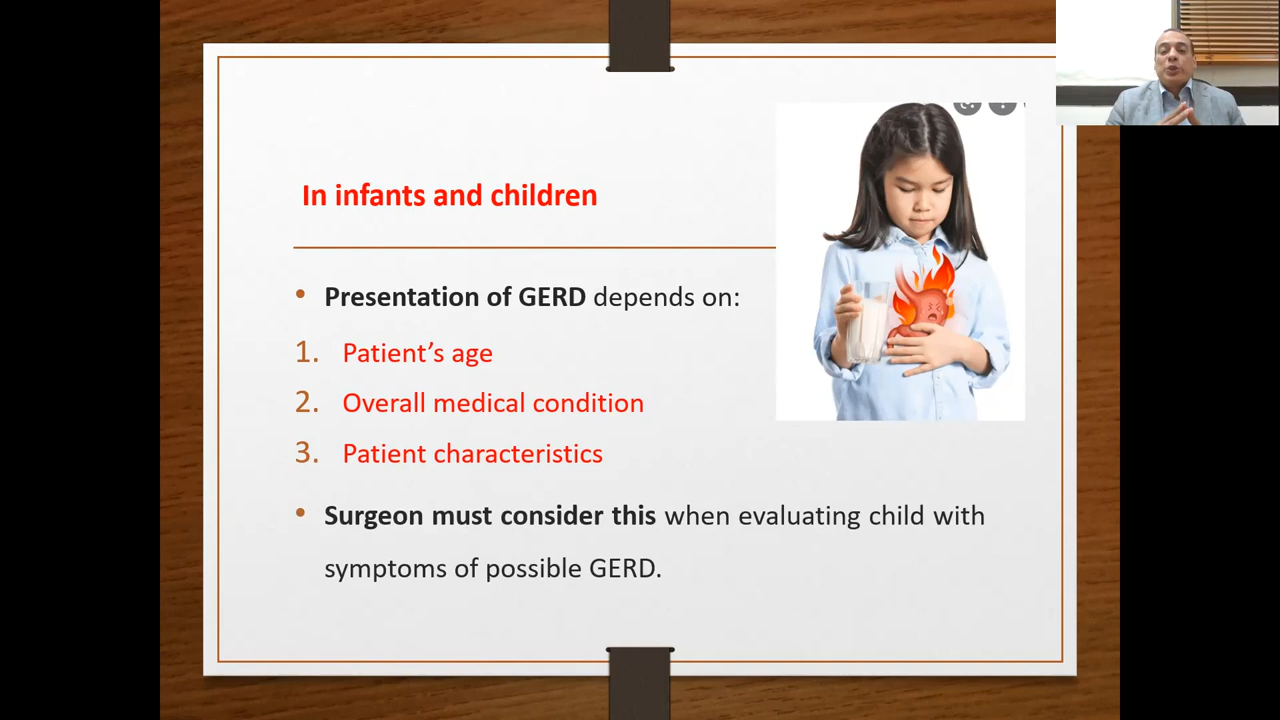 In infants and children
• Presentation of GERD depends on:
1. Patient’s age
2. Overall medical condition
3. Patient characteristics
• Surgeon must consider this when evaluating child with
symptoms of possible GERD.